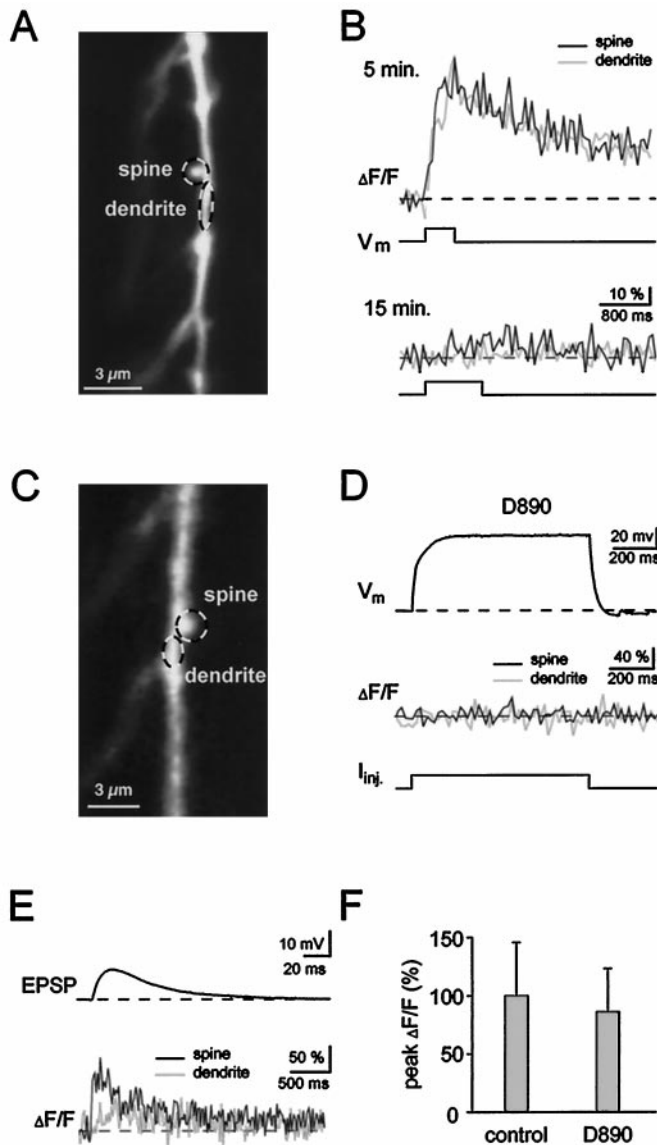 A
spine
dendrite
3 µm
B
5 min.
spine
dendrite
ΔF/F
Vm
15 min.
10 %
800 ms
C
spine
dendrite
3 µm
D
D890
20 mv
200 ms
Vm
spine
dendrite
40 %
200 ms
ΔF/F
Iinj.
E
10 mV
20 ms
EPSP
spine
dendrite
50 %
500 ms
ΔF/F
F
peak ΔF/F (%)
150
100
50
0
control
D890